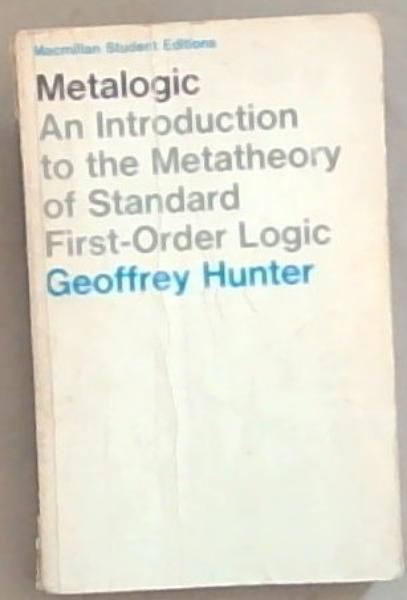 Macmillan Student Editions
Metalogic
An Introduction
to the Metatheory
of Standard
First-Order Logic
Geoffrey Hunter